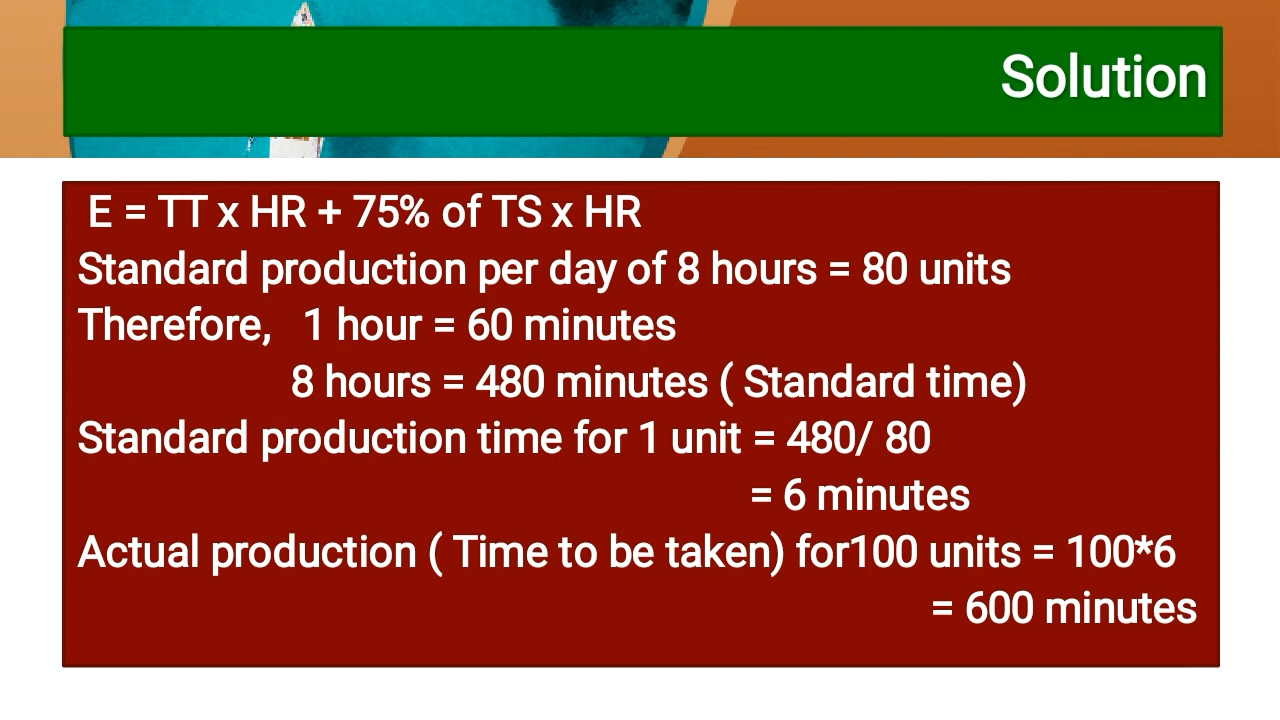 Solution
E = TT x HR + 75% of TS x HR
Standard production per day of 8 hours = 80 units
Therefore, 1 hour = 60 minutes
8 hours = 480 minutes ( Standard time)
Standard production time for 1 unit = 480/ 80
= 6 minutes
Actual production ( Time to be taken) for100 units = 100*6
= 600 minutes